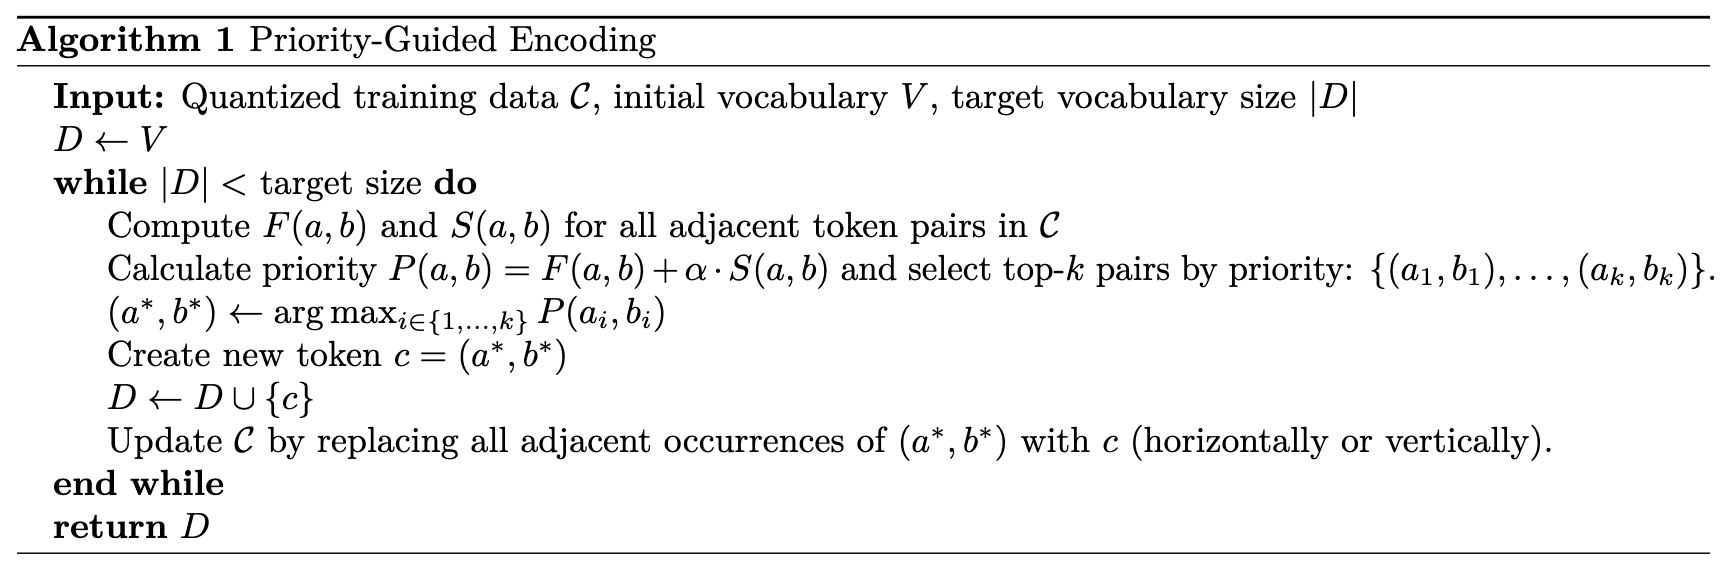 Algorithm 1 Priority-Guided Encoding
Input: Quantized training data 𝒞, initial vocabulary V, target vocabulary size |D|
D ← V
while |D| < target size do
Compute F(a, b) and S(a, b) for all adjacent token pairs in 𝒞
Calculate priority P(a, b) = F(a, b) + α · S(a, b) and select top-k pairs by priority: {(a₁, b₁), . . . , (aₖ, bₖ)}.
(a*, b*) ← arg max_{i∈{1,...,k}} P(aᵢ, bᵢ)
Create new token c = (a*, b*)
D ← D ∪ {c}
Update 𝒞 by replacing all adjacent occurrences of (a*, b*) with c (horizontally or vertically).
end while
return D